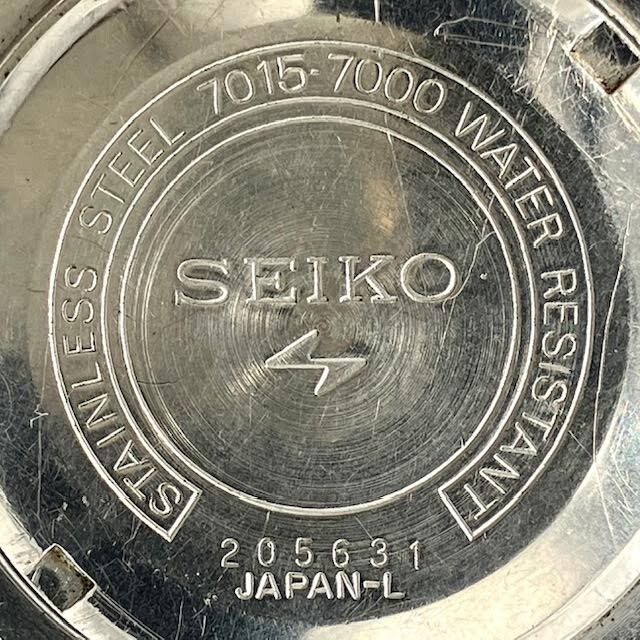 STAINLESS STEEL 7015-7000 WATER RESISTANT
SEIKO
205631
JAPAN-L